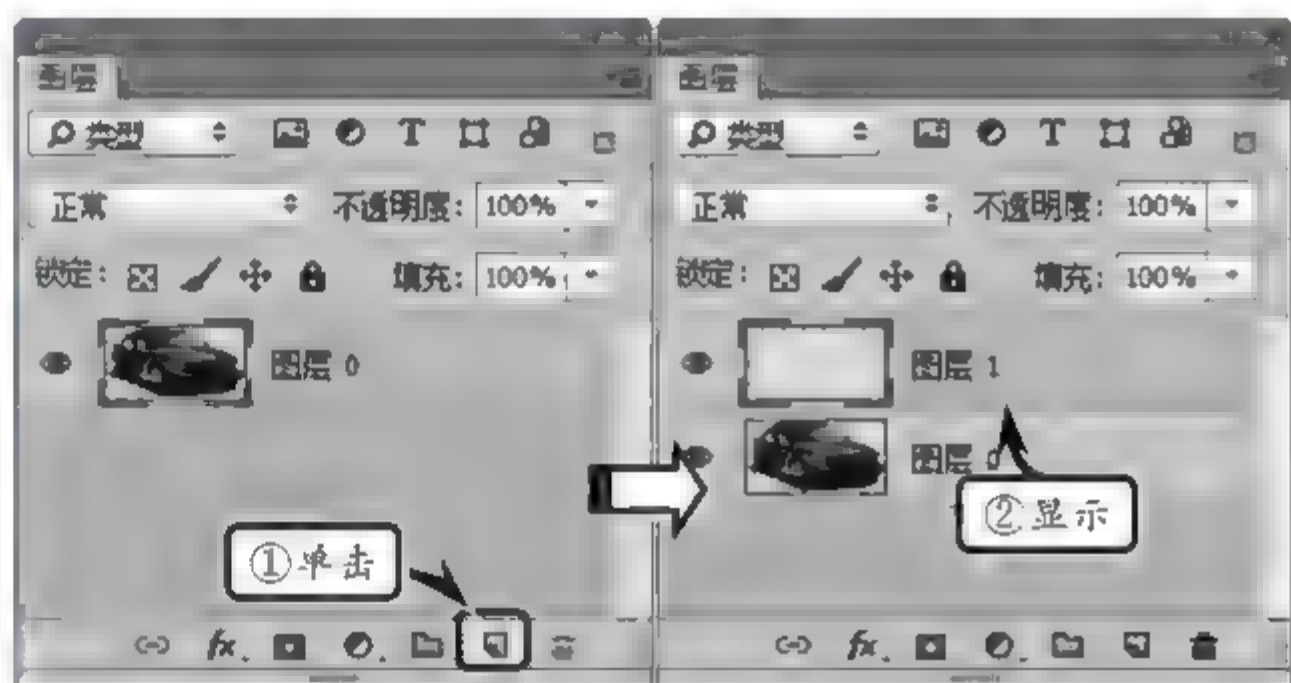 图层
类型
正常 不透明度： 100%
锁定： 填充： 100%
图层 0
①单击
fx
图层
类型
正常 不透明度： 100%
锁定： 填充： 100%
图层 1
图层 0
②显示
fx